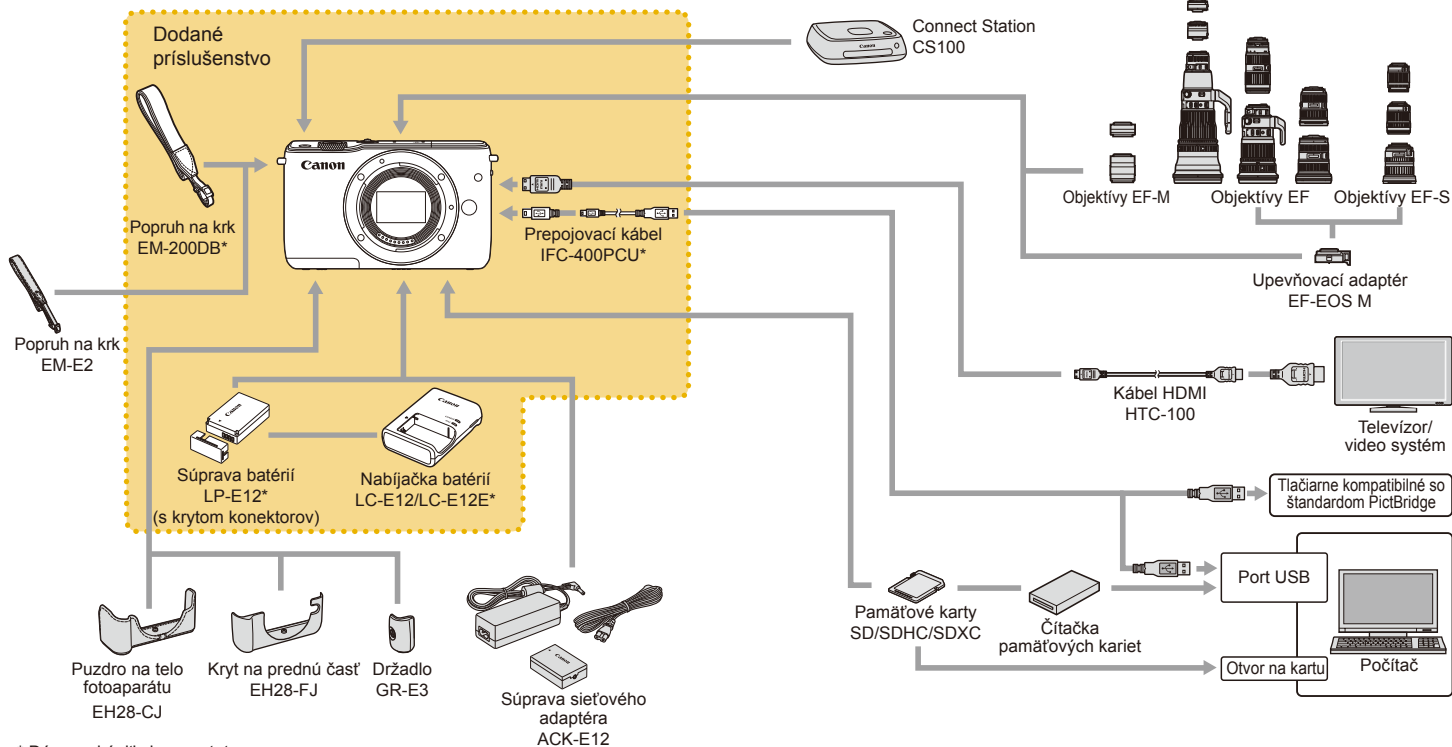 Dodané
príslušenstvo
Connect Station
CS100
Canon
Canon
Popruh na krk
EM-200DB*
Prepojovací kábel
IFC-400PCU*
Objektívy EF-M
Objektívy EF
Objektívy EF-S
Upevňovací adaptér
EF-EOS M
Popruh na krk
EM-E2
Kábel HDMI
HTC-100
Televízor/
video systém
Canon
Canon
Súprava batérií
LP-E12*
(s krytom konektorov)
Nabíjačka batérií
LC-E12/LC-E12E*
Tlačiarne kompatibilné so
štandardom PictBridge
Port USB
Pamäťové karty
SD/SDHC/SDXC
Čítačka
pamäťových kariet
Otvor na kartu
Počítač
Puzdro na telo
fotoaparátu
EH28-CJ
Kryt na prednú časť
EH28-FJ
Držadlo
GR-E3
Canon
Súprava sieťového
adaptéra
ACK-E12